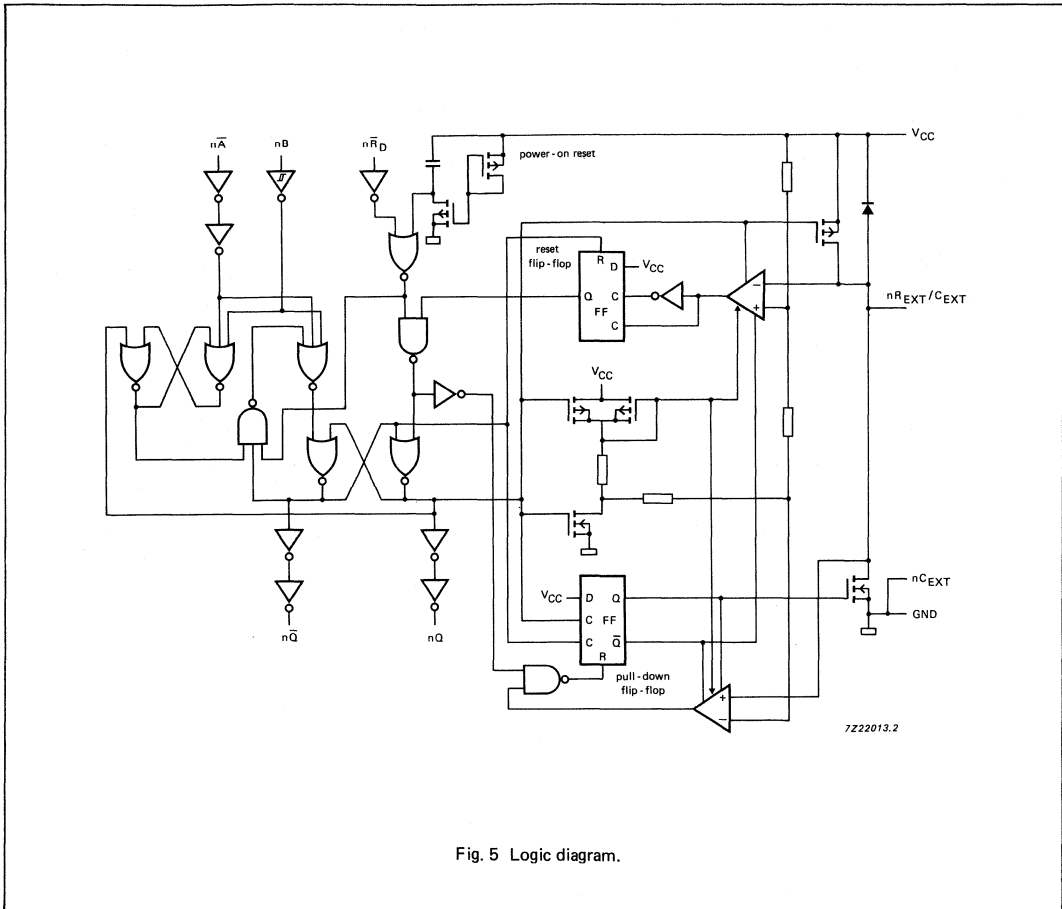 nA̅ nB nR̅D
power-on reset
VCC
reset
flip-flop
R
D VCC
Q C
FF
C
nREXT/CEXT
VCC
VCC D Q
C FF
C Q̅
R
pull-down
flip-flop
nCEXT
GND
nQ̅ nQ
7Z22013.2
Fig. 5 Logic diagram.